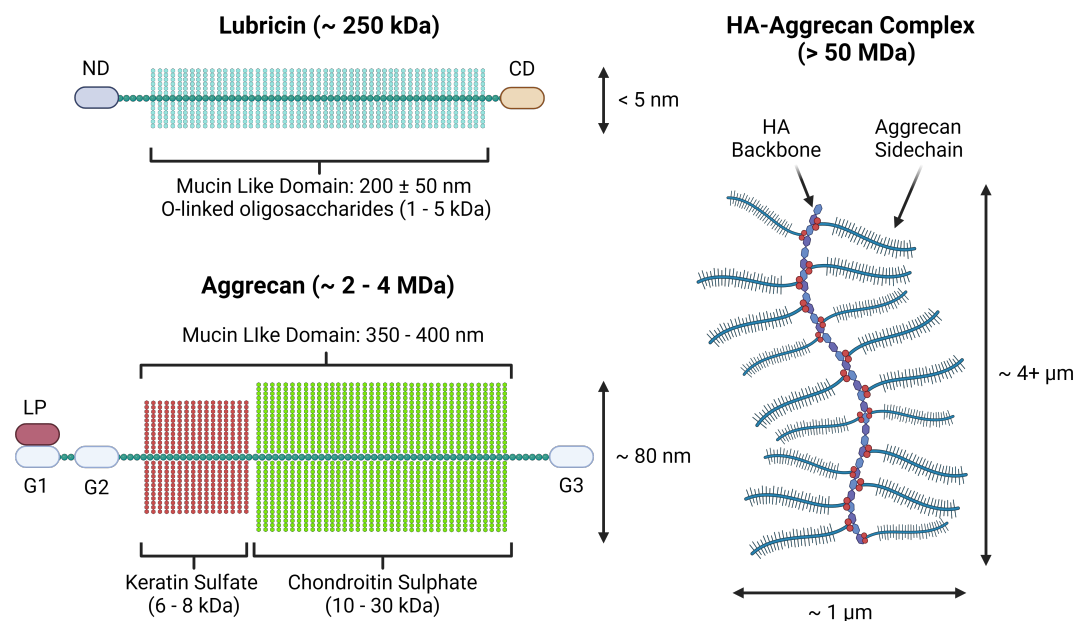 Lubricin (~ 250 kDa)
ND
CD
< 5 nm
Mucin Like Domain: 200 ± 50 nm
O-linked oligosaccharides (1 - 5 kDa)
Aggrecan (~ 2 - 4 MDa)
Mucin LIke Domain: 350 - 400 nm
LP
G1
G2
G3
~ 80 nm
Keratin Sulfate
(6 - 8 kDa)
Chondroitin Sulphate
(10 - 30 kDa)
HA-Aggrecan Complex
(> 50 MDa)
HA
Backbone
Aggrecan
Sidechain
~ 4+ μm
~ 1 μm